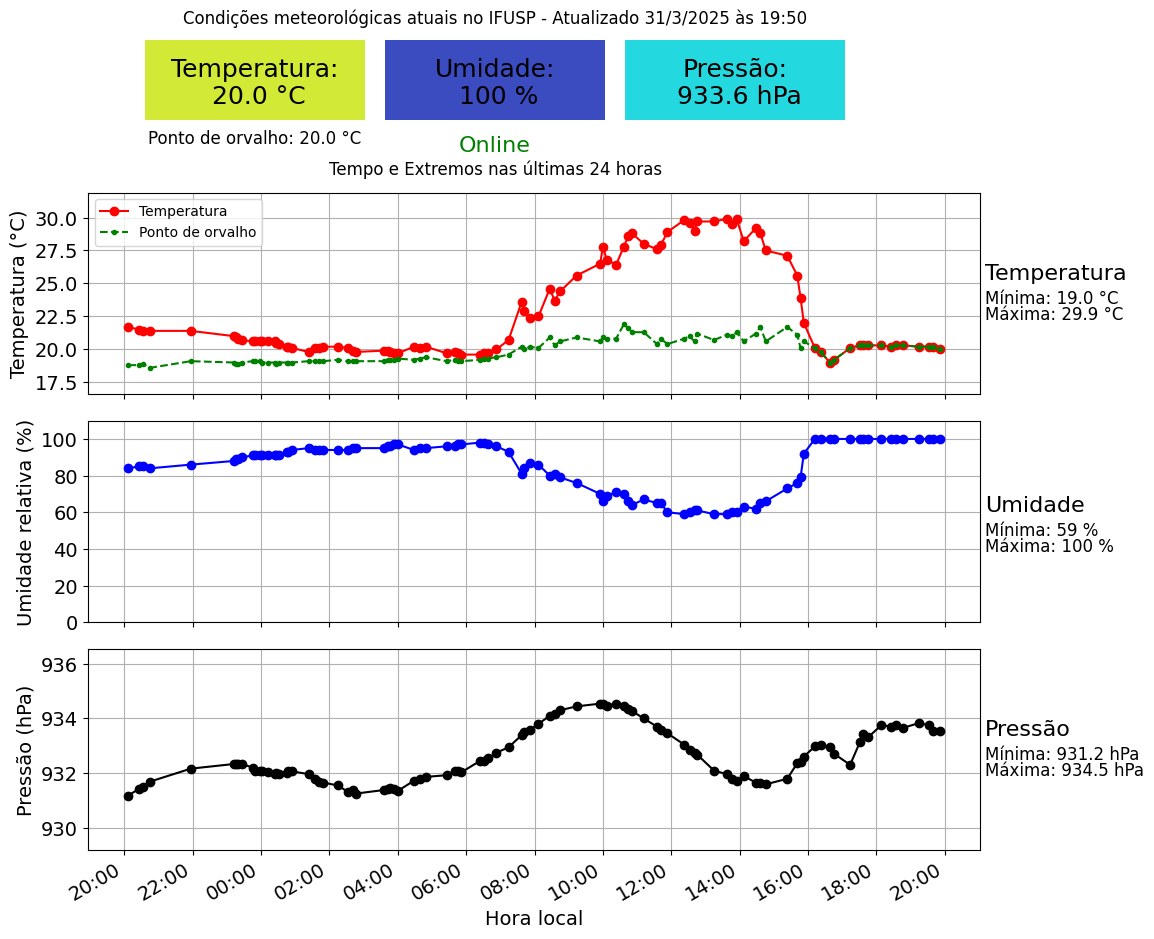 Condições meteorológicas atuais no IFUSP - Atualizado 31/3/2025 às 19:50
Temperatura:
20.0 °C
Umidade:
100 %
Pressão:
933.6 hPa
Ponto de orvalho: 20.0 °C
Online
Tempo e Extremos nas últimas 24 horas
Temperatura (°C)
30.0
27.5
25.0
22.5
20.0
17.5
Temperatura
Ponto de orvalho
Temperatura
Mínima: 19.0 °C
Máxima: 29.9 °C
Umidade relativa (%)
100
80
60
40
20
0
Umidade
Mínima: 59 %
Máxima: 100 %
Pressão (hPa)
936
934
932
930
Pressão
Mínima: 931.2 hPa
Máxima: 934.5 hPa
20:00
22:00
00:00
02:00
04:00
06:00
08:00
10:00
12:00
14:00
16:00
18:00
20:00
Hora local